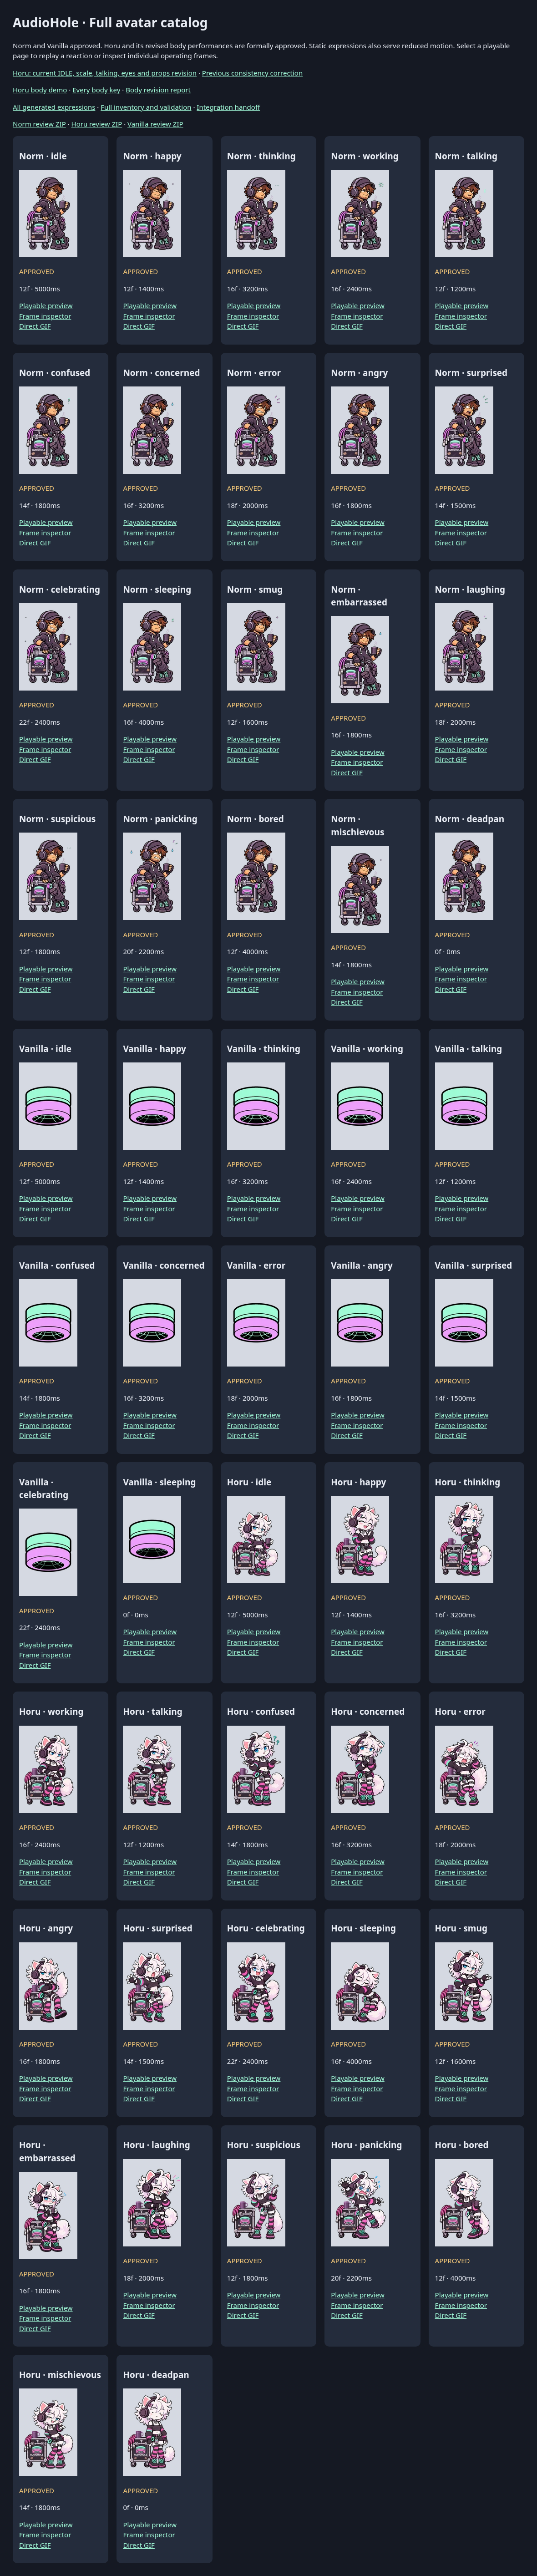 AudioHole · Full avatar catalog
Norm and Vanilla approved. Horu and its revised body performances are formally approved. Static expressions also serve reduced motion. Select a playable
page to replay a reaction or inspect individual operating frames.
Horu: current IDLE, scale, talking, eyes and props revision · Previous consistency correction
Horu body demo · Every body key · Body revision report
All generated expressions · Full inventory and validation · Integration handoff
Norm review ZIP · Horu review ZIP · Vanilla review ZIP
Norm · idle
APPROVED
12f · 5000ms
Playable preview
Frame inspector
Direct GIF
Norm · happy
APPROVED
12f · 1400ms
Playable preview
Frame inspector
Direct GIF
Norm · thinking
APPROVED
16f · 3200ms
Playable preview
Frame inspector
Direct GIF
Norm · working
APPROVED
16f · 2400ms
Playable preview
Frame inspector
Direct GIF
Norm · talking
APPROVED
12f · 1200ms
Playable preview
Frame inspector
Direct GIF
Norm · confused
APPROVED
14f · 1800ms
Playable preview
Frame inspector
Direct GIF
Norm · concerned
APPROVED
16f · 3200ms
Playable preview
Frame inspector
Direct GIF
Norm · error
APPROVED
18f · 2000ms
Playable preview
Frame inspector
Direct GIF
Norm · angry
APPROVED
16f · 1800ms
Playable preview
Frame inspector
Direct GIF
Norm · surprised
APPROVED
14f · 1500ms
Playable preview
Frame inspector
Direct GIF
Norm · celebrating
APPROVED
22f · 2400ms
Playable preview
Frame inspector
Direct GIF
Norm · sleeping
APPROVED
16f · 4000ms
Playable preview
Frame inspector
Direct GIF
Norm · smug
APPROVED
12f · 1600ms
Playable preview
Frame inspector
Direct GIF
Norm ·
embarrassed
APPROVED
16f · 1800ms
Playable preview
Frame inspector
Direct GIF
Norm · laughing
APPROVED
18f · 2000ms
Playable preview
Frame inspector
Direct GIF
Norm · suspicious
APPROVED
12f · 1800ms
Playable preview
Frame inspector
Direct GIF
Norm · panicking
APPROVED
20f · 2200ms
Playable preview
Frame inspector
Direct GIF
Norm · bored
APPROVED
12f · 4000ms
Playable preview
Frame inspector
Direct GIF
Norm ·
mischievous
APPROVED
14f · 1800ms
Playable preview
Frame inspector
Direct GIF
Norm · deadpan
APPROVED
0f · 0ms
Playable preview
Frame inspector
Direct GIF
Vanilla · idle
APPROVED
12f · 5000ms
Playable preview
Frame inspector
Direct GIF
Vanilla · happy
APPROVED
12f · 1400ms
Playable preview
Frame inspector
Direct GIF
Vanilla · thinking
APPROVED
16f · 3200ms
Playable preview
Frame inspector
Direct GIF
Vanilla · working
APPROVED
16f · 2400ms
Playable preview
Frame inspector
Direct GIF
Vanilla · talking
APPROVED
12f · 1200ms
Playable preview
Frame inspector
Direct GIF
Vanilla · confused
APPROVED
14f · 1800ms
Playable preview
Frame inspector
Direct GIF
Vanilla · concerned
APPROVED
16f · 3200ms
Playable preview
Frame inspector
Direct GIF
Vanilla · error
APPROVED
18f · 2000ms
Playable preview
Frame inspector
Direct GIF
Vanilla · angry
APPROVED
16f · 1800ms
Playable preview
Frame inspector
Direct GIF
Vanilla · surprised
APPROVED
14f · 1500ms
Playable preview
Frame inspector
Direct GIF
Vanilla ·
celebrating
APPROVED
22f · 2400ms
Playable preview
Frame inspector
Direct GIF
Vanilla · sleeping
APPROVED
0f · 0ms
Playable preview
Frame inspector
Direct GIF
Horu · idle
APPROVED
12f · 5000ms
Playable preview
Frame inspector
Direct GIF
Horu · happy
APPROVED
12f · 1400ms
Playable preview
Frame inspector
Direct GIF
Horu · thinking
APPROVED
16f · 3200ms
Playable preview
Frame inspector
Direct GIF
Horu · working
APPROVED
16f · 2400ms
Playable preview
Frame inspector
Direct GIF
Horu · talking
APPROVED
12f · 1200ms
Playable preview
Frame inspector
Direct GIF
Horu · confused
APPROVED
14f · 1800ms
Playable preview
Frame inspector
Direct GIF
Horu · concerned
APPROVED
16f · 3200ms
Playable preview
Frame inspector
Direct GIF
Horu · error
APPROVED
18f · 2000ms
Playable preview
Frame inspector
Direct GIF
Horu · angry
APPROVED
16f · 1800ms
Playable preview
Frame inspector
Direct GIF
Horu · surprised
APPROVED
14f · 1500ms
Playable preview
Frame inspector
Direct GIF
Horu · celebrating
APPROVED
22f · 2400ms
Playable preview
Frame inspector
Direct GIF
Horu · sleeping
APPROVED
16f · 4000ms
Playable preview
Frame inspector
Direct GIF
Horu · smug
APPROVED
12f · 1600ms
Playable preview
Frame inspector
Direct GIF
Horu ·
embarrassed
APPROVED
16f · 1800ms
Playable preview
Frame inspector
Direct GIF
Horu · laughing
APPROVED
18f · 2000ms
Playable preview
Frame inspector
Direct GIF
Horu · suspicious
APPROVED
12f · 1800ms
Playable preview
Frame inspector
Direct GIF
Horu · panicking
APPROVED
20f · 2200ms
Playable preview
Frame inspector
Direct GIF
Horu · bored
APPROVED
12f · 4000ms
Playable preview
Frame inspector
Direct GIF
Horu · mischievous
APPROVED
14f · 1800ms
Playable preview
Frame inspector
Direct GIF
Horu · deadpan
APPROVED
0f · 0ms
Playable preview
Frame inspector
Direct GIF